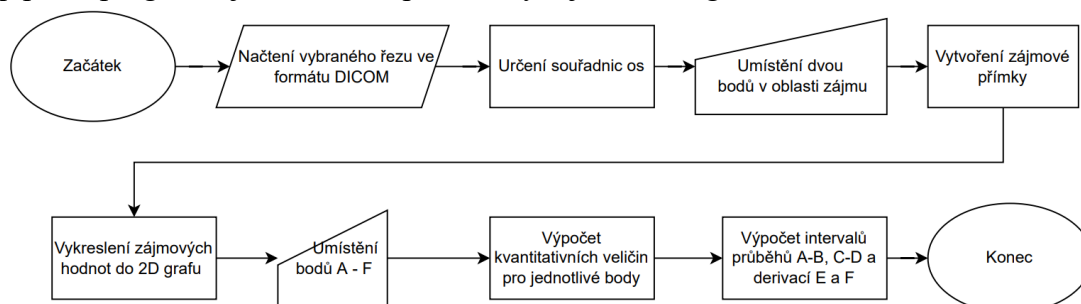 Začátek
Načtení vybraného řezu ve
formátu DICOM
Určení souřadnic os
Umístění dvou
bodů v oblasti zájmu
Vytvoření zájmové
přímky
Vykreslení zájmových
hodnot do 2D grafu
Umístění
bodů A - F
Výpočet
kvantitativních veličin
pro jednotlivé body
Výpočet intervalů
průběhů A-B, C-D a
derivací E a F
Konec